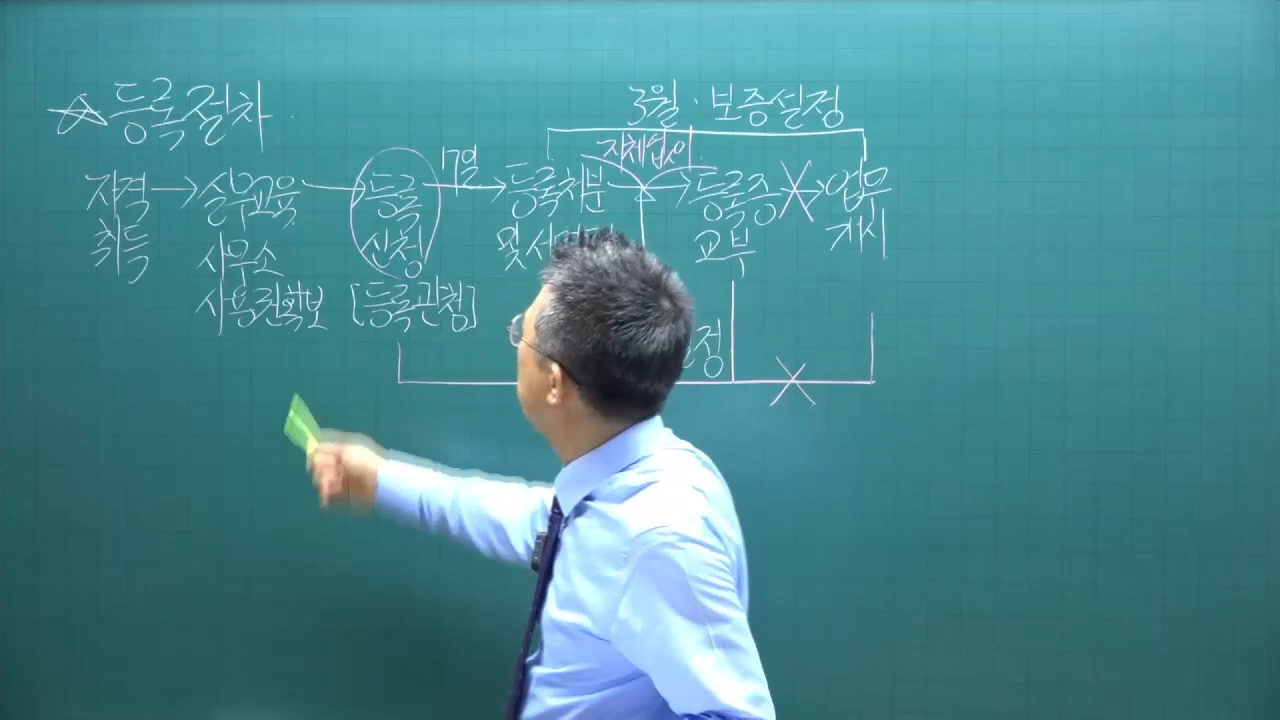 ☆ 등록절차
3월 · 보증설정
지체없이
자격 → 실무교육 → 등록 7일 → 등록처분 → 등록증 → 업무
취득 사무소 신청 및 교부 개시
사용권확보 [등록관청]
정